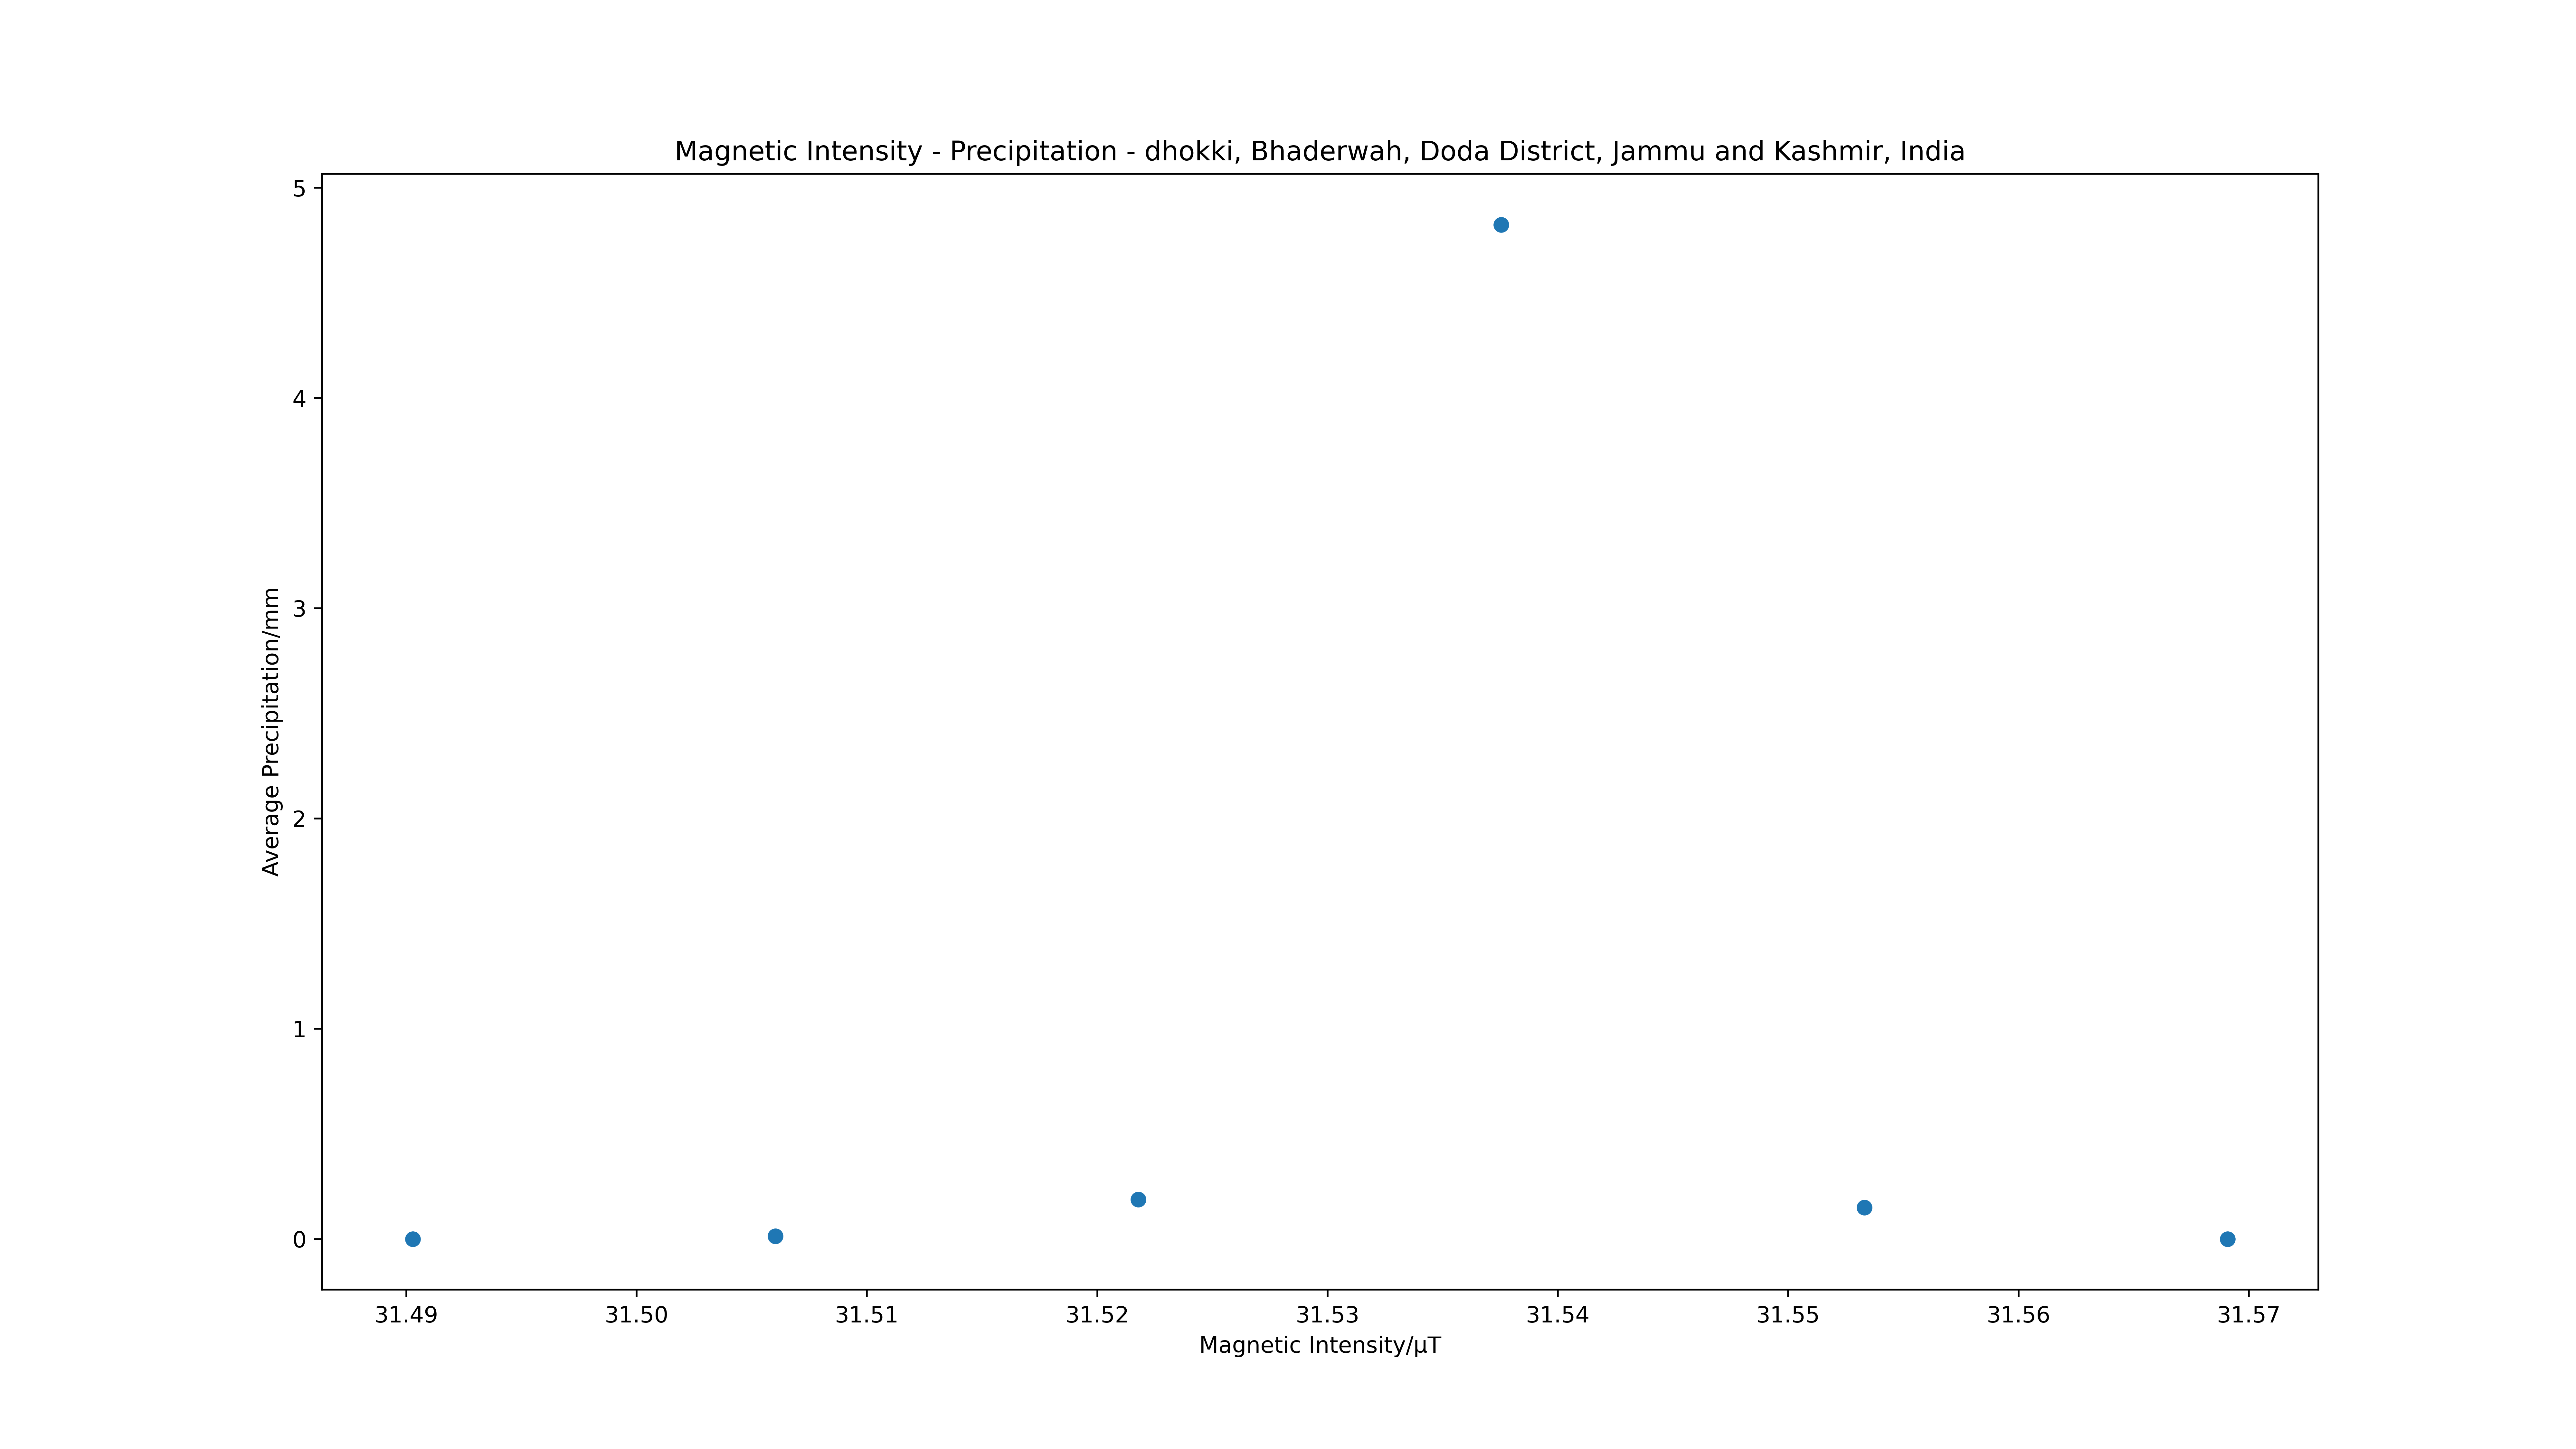 Magnetic Intensity - Precipitation - dhokki, Bhaderwah, Doda District, Jammu and Kashmir, India
5
4
3
2
1
0
Average Precipitation/mm
31.49 31.50 31.51 31.52 31.53 31.54 31.55 31.56 31.57
Magnetic Intensity/μT